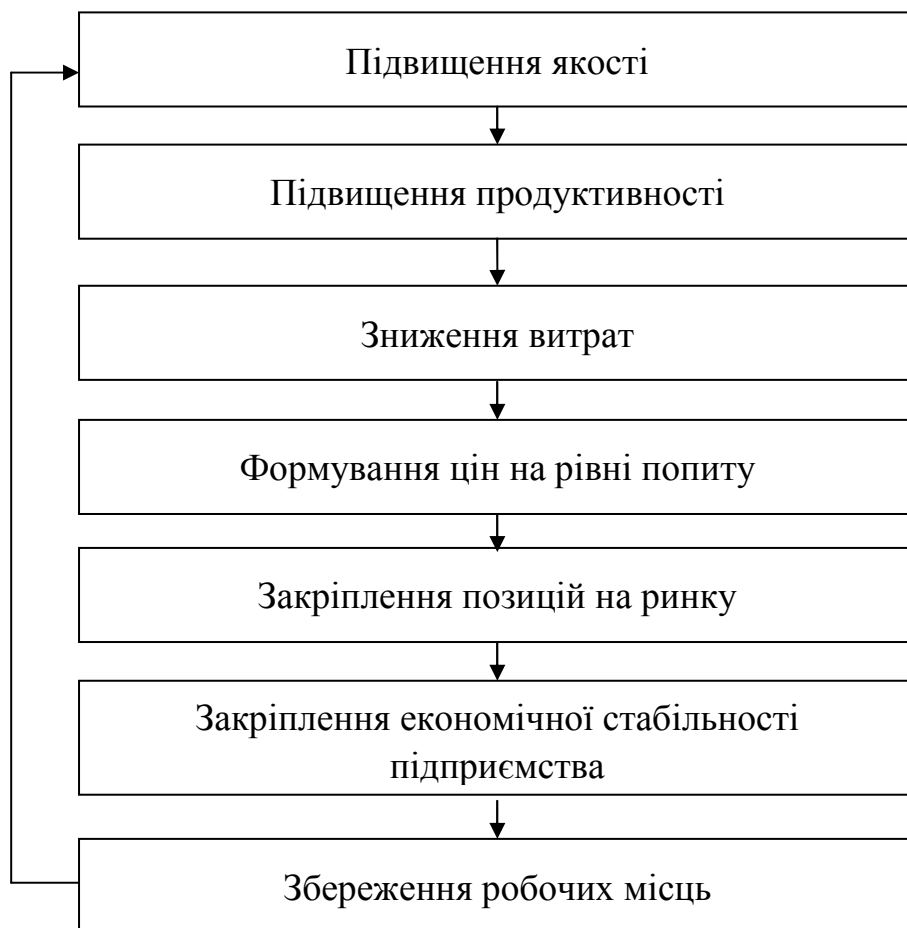 Підвищення якості
Підвищення продуктивності
Зниження витрат
Формування цін на рівні попиту
Закріплення позицій на ринку
Закріплення економічної стабільності
підприємства
Збереження робочих місць